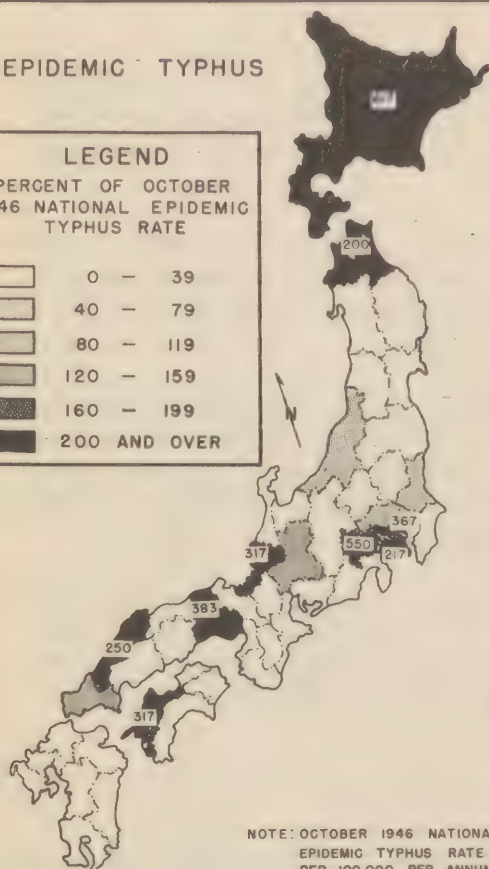 EPIDEMIC TYPHUS
LEGEND
PERCENT OF OCTOBER
46 NATIONAL EPIDEMIC
TYPHUS RATE
0 — 39
40 — 79
80 — 119
120 — 159
160 — 199
200 AND OVER
200
N
367
317
550
217
383
250
317
NOTE: OCTOBER 1946 NATIONA
EPIDEMIC TYPHUS RATE
PER 100,000 PER ANNUM